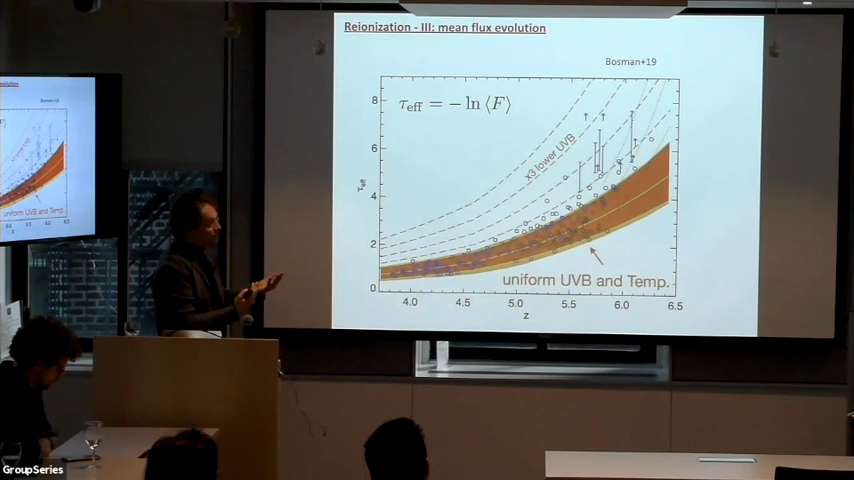 Reionization - III: mean flux evolution
Bosman+19
τeff = −ln ⟨F⟩
x3 lower UVB
uniform UVB and Temp.
τeff
8
6
4
2
0
4.0 4.5 5.0 5.5 6.0 6.5
z
uniform UVB and Temp.
GroupSeries